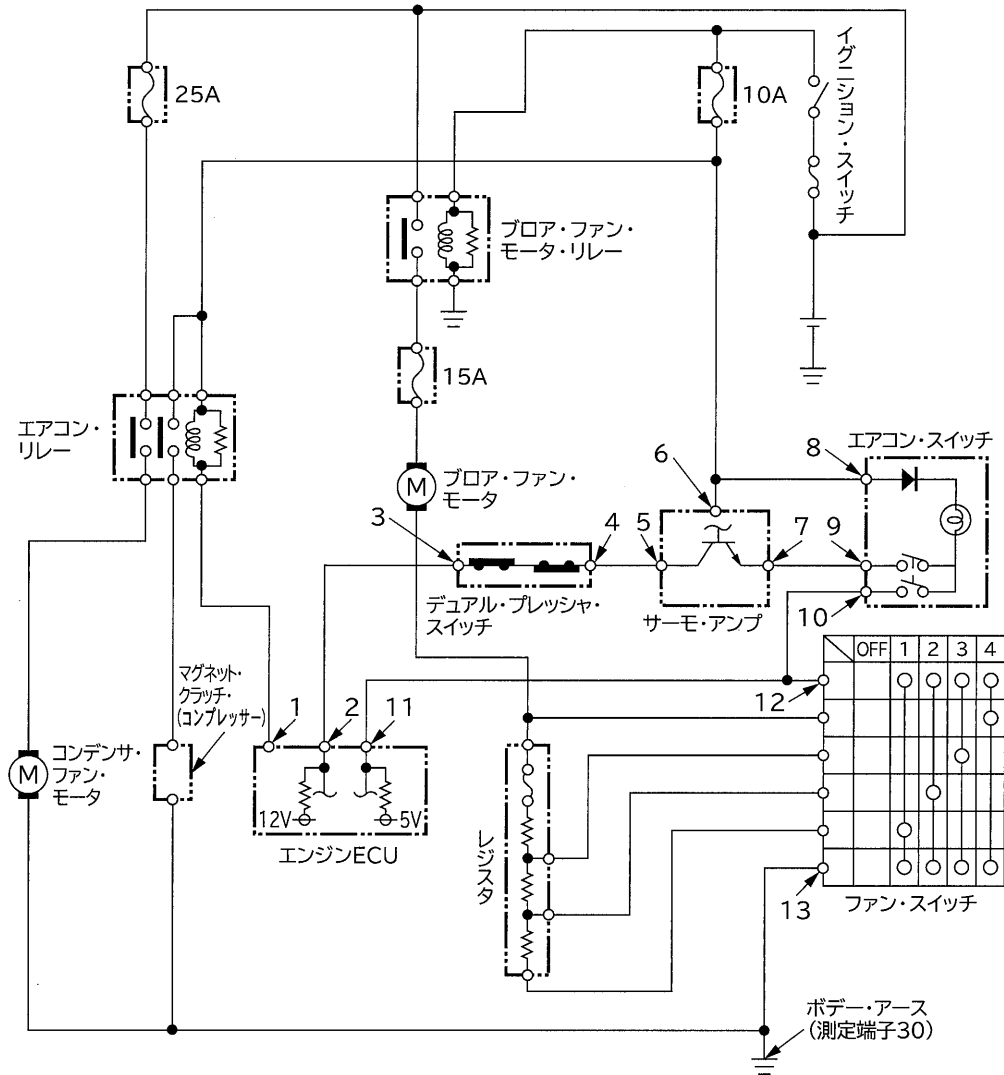 25A
10A
イグニション・スイッチ
ブロア・ファン・
モータ・リレー
15A
エアコン・
リレー
M
ブロア・ファン・
モータ
エアコン・スイッチ
8
6
3
4
5
7
9
デュアル・プレッシャ・
スイッチ
サーモ・アンプ
10
OFF 1 2 3 4
マグネット・
クラッチ・
(コンプレッサー)
12
1
2
11
M
コンデンサ・
ファン・
モータ
12V
5V
エンジンECU
レジスタ
13
ファン・スイッチ
ボデー・アース
(測定端子30)